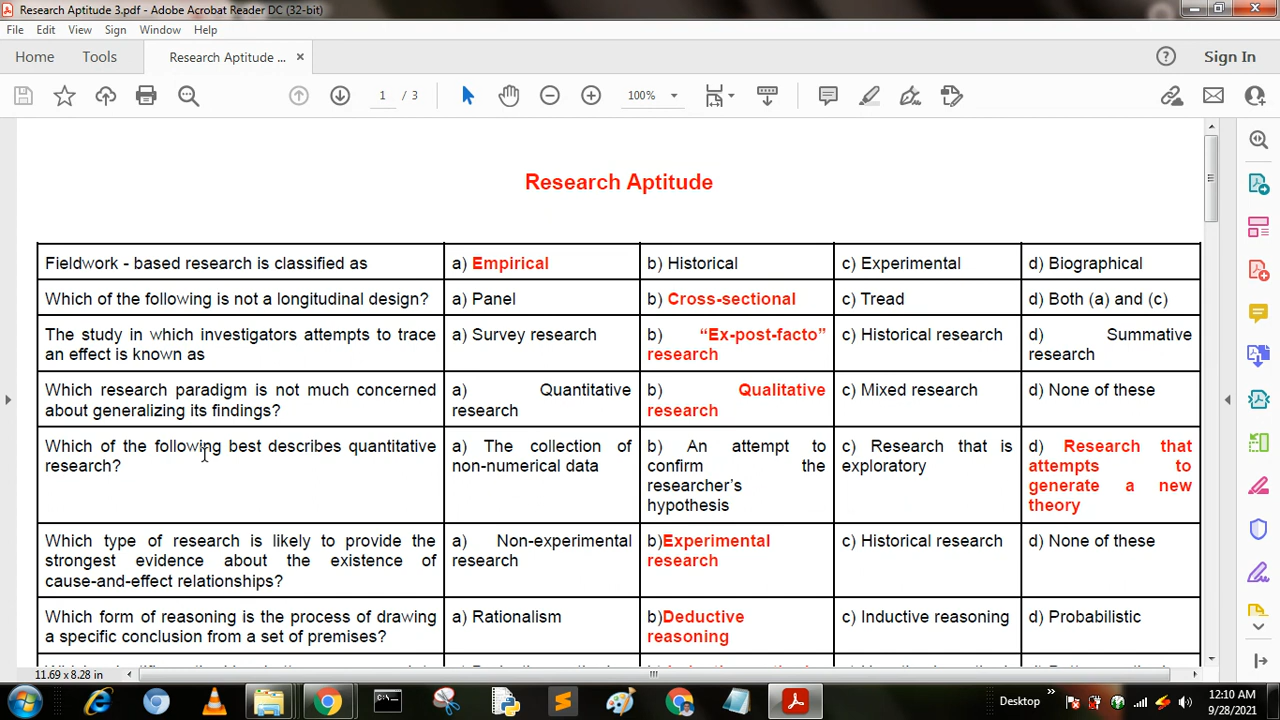 Research Aptitude 3.pdf - Adobe Acrobat Reader DC (32-bit)
File Edit View Sign Window Help
Home Tools Research Aptitude ... × Sign In
1 / 3 100%
Research Aptitude
Fieldwork - based research is classified as a) Empirical b) Historical c) Experimental d) Biographical
Which of the following is not a longitudinal design? a) Panel b) Cross-sectional c) Tread d) Both (a) and (c)
The study in which investigators attempts to trace a) Survey research b) “Ex-post-facto” c) Historical research d) Summative
an effect is known as research research
Which research paradigm is not much concerned a) Quantitative b) Qualitative c) Mixed research d) None of these
about generalizing its findings? research research
Which of the following best describes quantitative a) The collection of b) An attempt to c) Research that is d) Research that
research? non-numerical data confirm the exploratory attempts to
researcher’s generate a new
hypothesis theory
Which type of research is likely to provide the a) Non-experimental b)Experimental c) Historical research d) None of these
strongest evidence about the existence of research research
cause-and-effect relationships?
Which form of reasoning is the process of drawing a) Rationalism b)Deductive c) Inductive reasoning d) Probabilistic
a specific conclusion from a set of premises? reasoning
11.69 x 8.28 in
Desktop 12:10 AM
9/28/2021